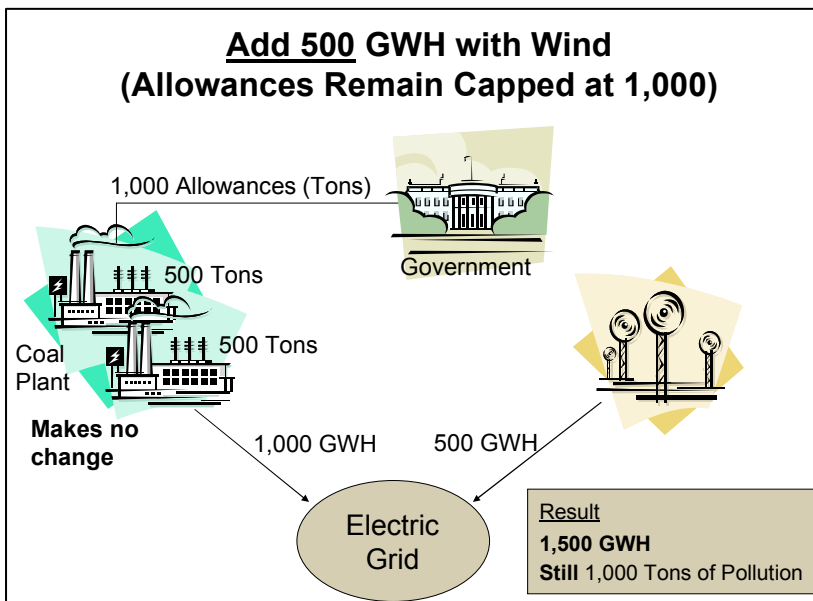 Add 500 GWH with Wind
(Allowances Remain Capped at 1,000)
1,000 Allowances (Tons)
Government
500 Tons
500 Tons
Coal
Plant
Makes no
change
1,000 GWH
500 GWH
Electric
Grid
Result
1,500 GWH
Still 1,000 Tons of Pollution